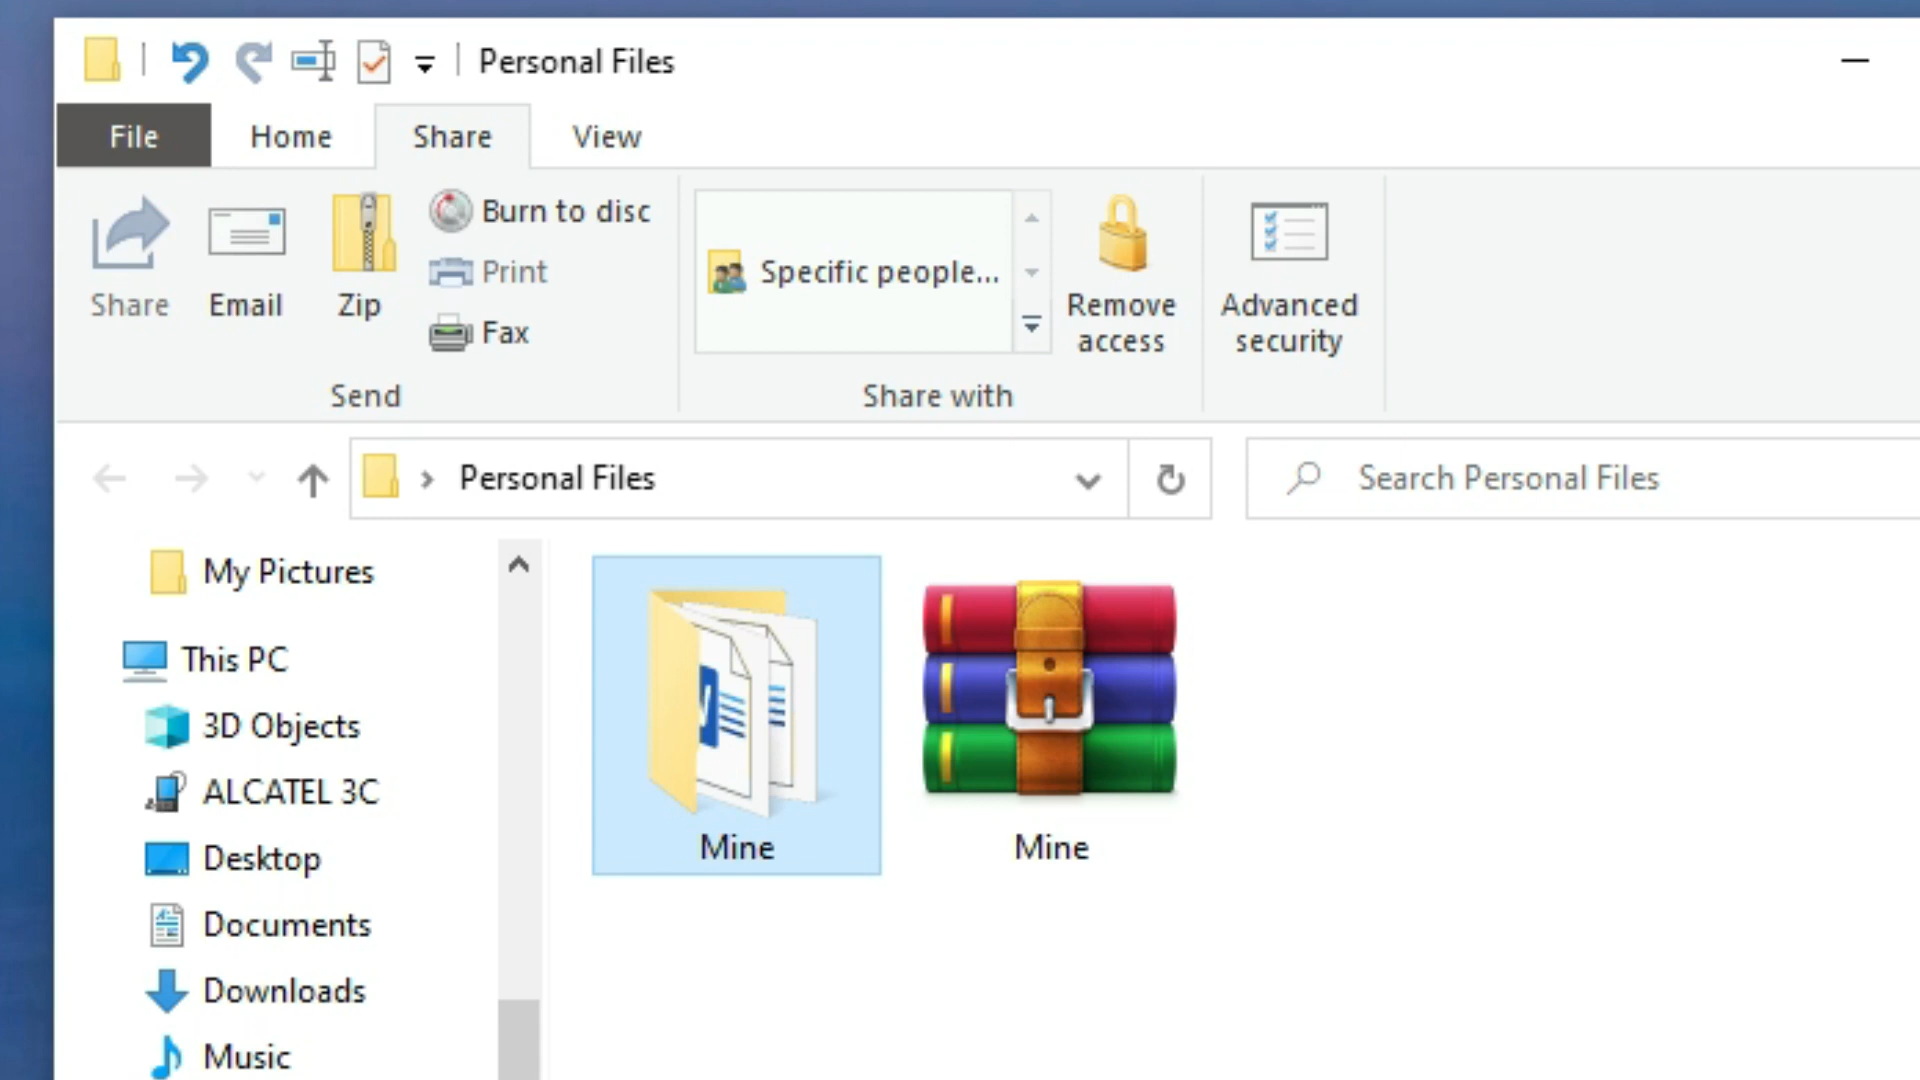 Personal Files
File Home Share View
Share Email Zip Burn to disc Print Fax
Send
Specific people...
Remove access
Share with
Advanced security
Personal Files
Search Personal Files
My Pictures
This PC
3D Objects
ALCATEL 3C
Desktop
Documents
Downloads
Music
Mine
Mine